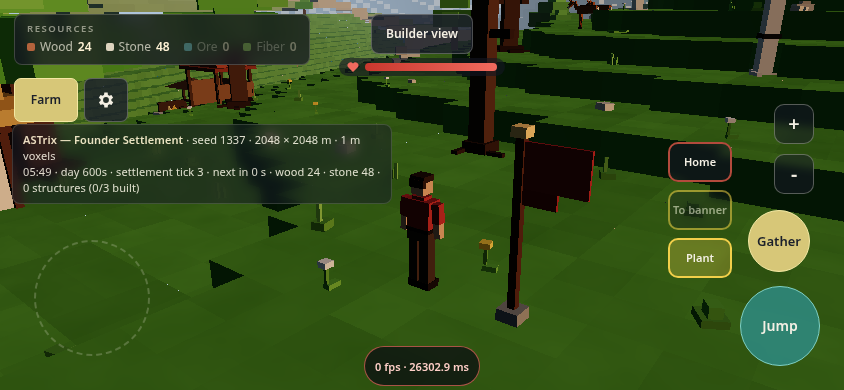 RESOURCES
Wood 24 Stone 48 Ore 0 Fiber 0
Builder view
Farm
ASTrix — Founder Settlement · seed 1337 · 2048 × 2048 m · 1 m
voxels
05:49 · day 600s · settlement tick 3 · next in 0 s · wood 24 · stone 48 ·
0 structures (0/3 built)
+
Home
-
To banner
Gather
Plant
Jump
0 fps · 26302.9 ms